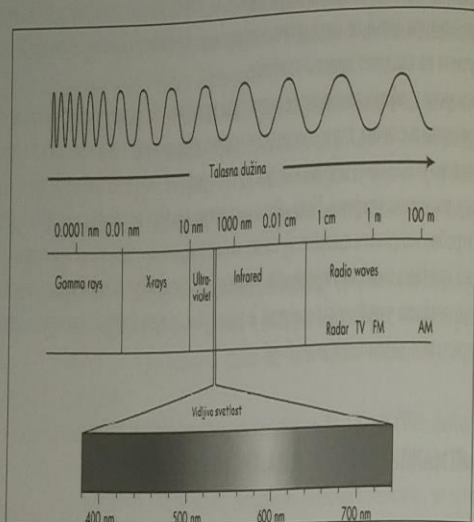 Talasna dužina
0.0001 nm 0.01 nm 10 nm 1000 nm 0.01 cm 1 cm 1 m 100 m
Gamma rays X-rays Ultra- Infrared Radio waves
violet
Radar TV FM AM
Vidljiva svetlost
400 nm 500 nm 600 nm 700 nm